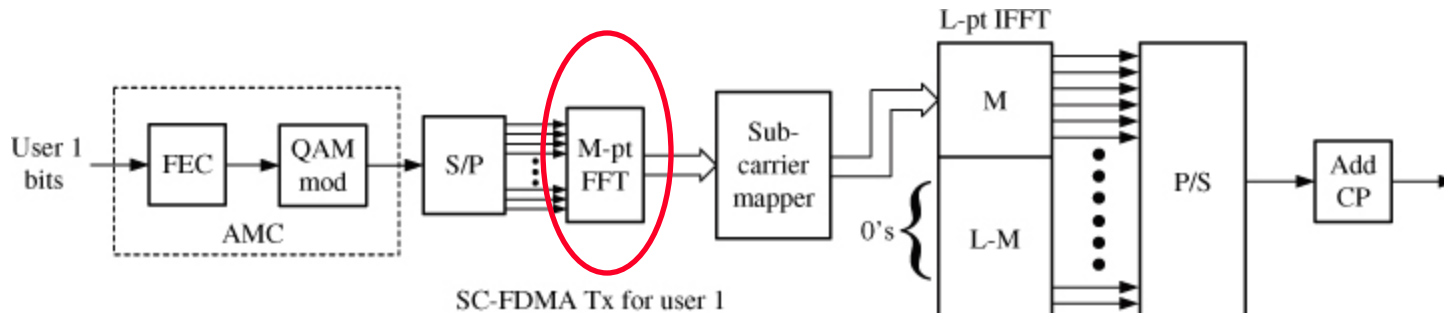 L-pt IFFT
User 1
bits
FEC
QAM
mod
AMC
S/P
M-pt
FFT
Sub-
carrier
mapper
M
0's
L-M
P/S
Add
CP
SC-FDMA Tx for user 1